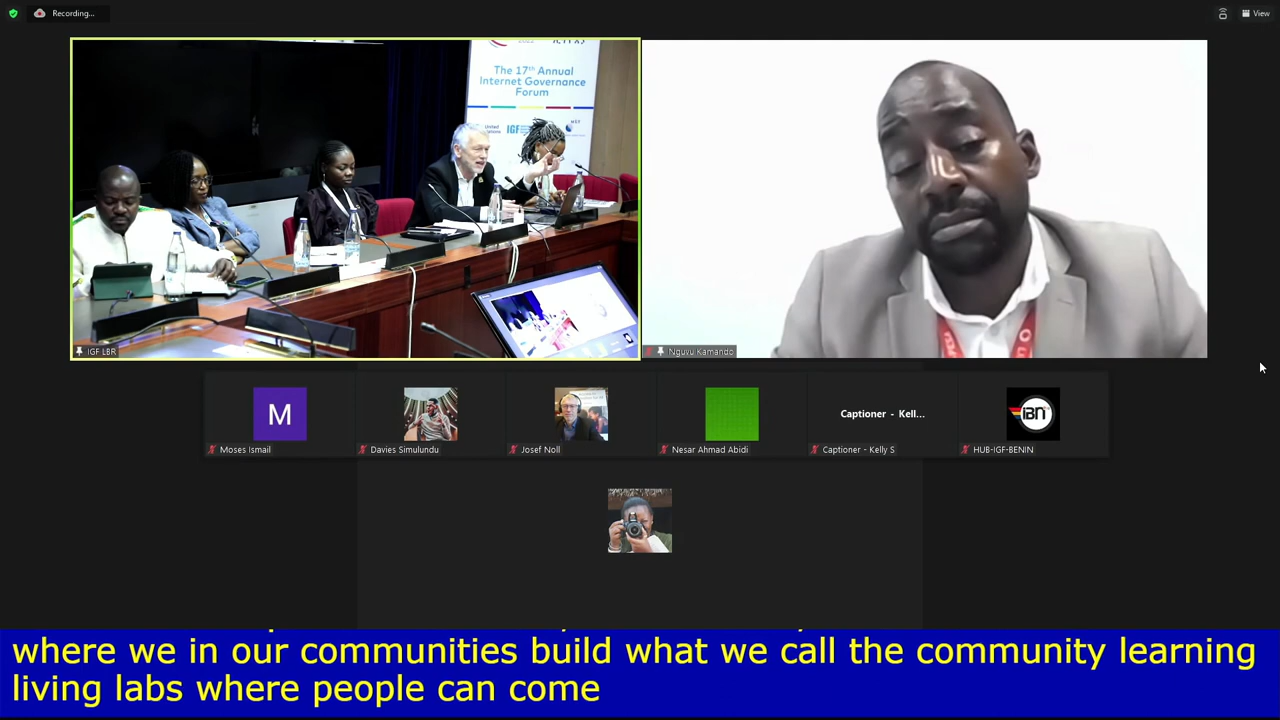 Recording...
View
The 17th Annual
Internet Governance
Forum
IGF
IGF LBR
Nguvu Kamando
M
Moses Ismail
Davies Simulundu
Josef Noll
Nesar Ahmad Abidi
Captioner - Kell...
Captioner - Kelly S
IBN
HUB-IGF-BENIN
where we in our communities build what we call the community learning
living labs where people can come